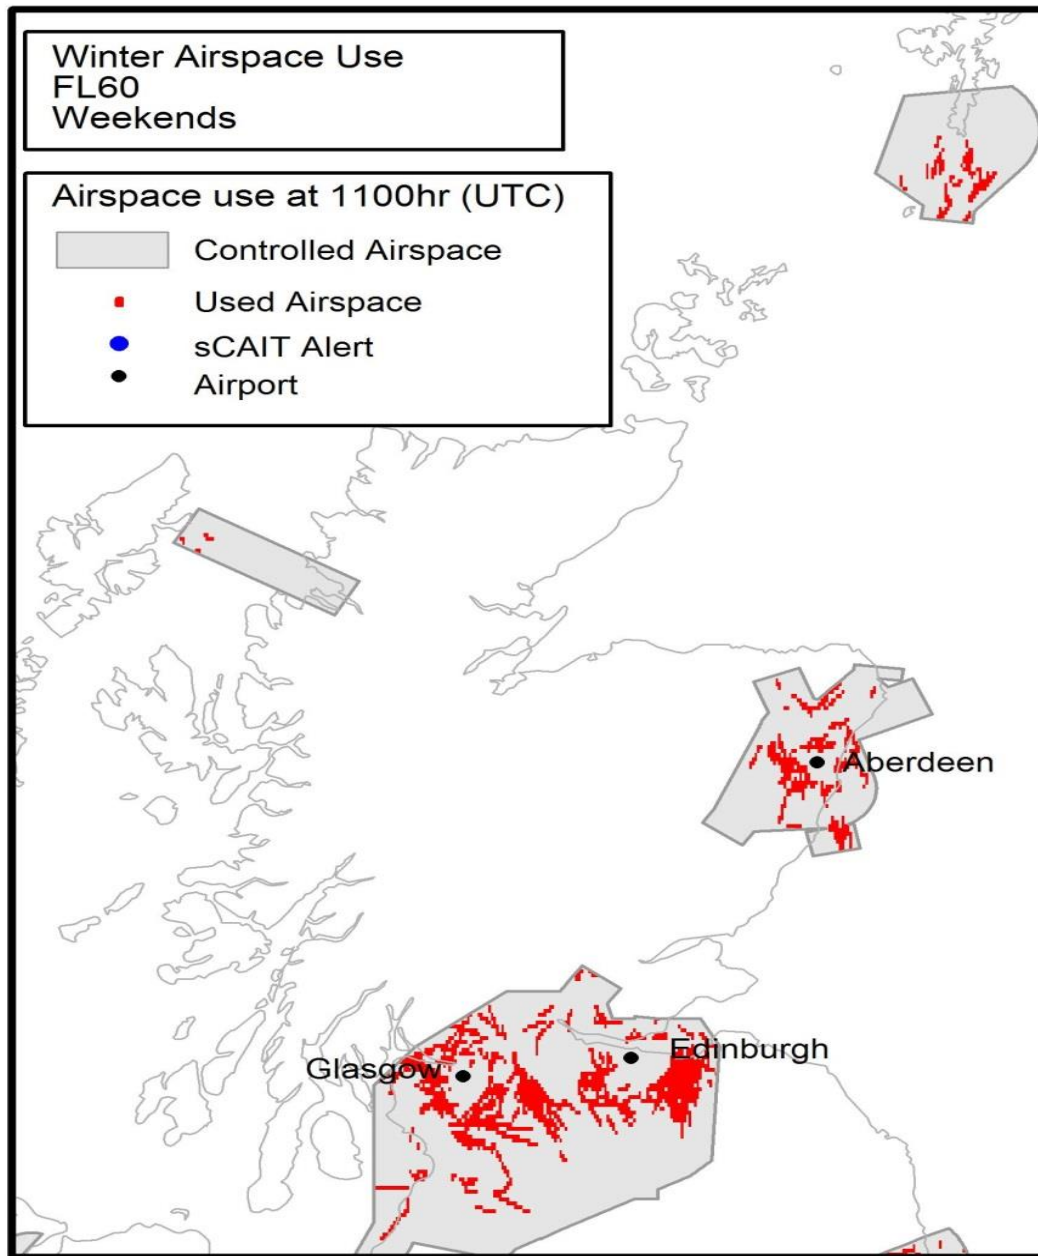 Winter Airspace Use
FL60
Weekends
Airspace use at 1100hr (UTC)
Controlled Airspace
Used Airspace
sCAIT Alert
Airport
Aberdeen
Edinburgh
Glasgow